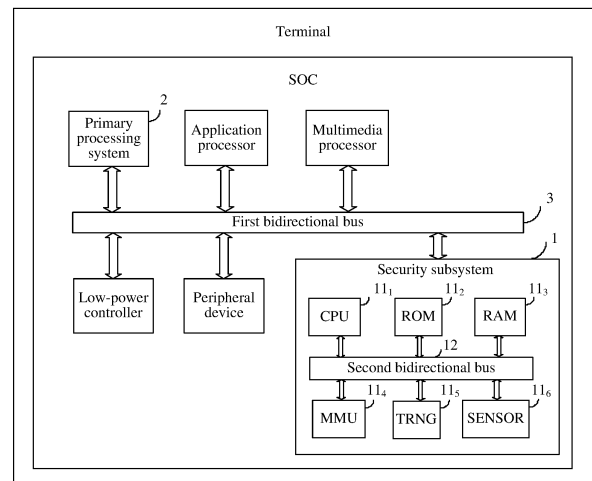 Terminal
SOC
2
Primary
processing
system
Application
processor
Multimedia
processor
3
First bidirectional bus
1
Low-power
controller
Peripheral
device
Security subsystem
11₁
11₂
11₃
CPU
ROM
RAM
12
Second bidirectional bus
11₄
11₅
11₆
MMU
TRNG
SENSOR